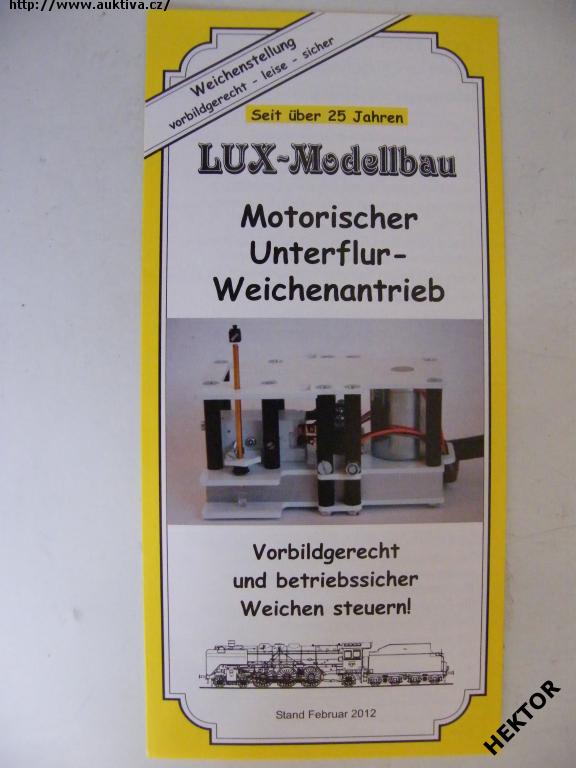 http://www.auktiva.cz/
Weichenstellung
vorbildgerecht - leise - sicher
Seit über 25 Jahren
LUX-Modellbau
Motorischer
Unterflur-
Weichenantrieb
Vorbildgerecht
und betriebssicher
Weichen steuern!
Stand Februar 2012
HEKTOR